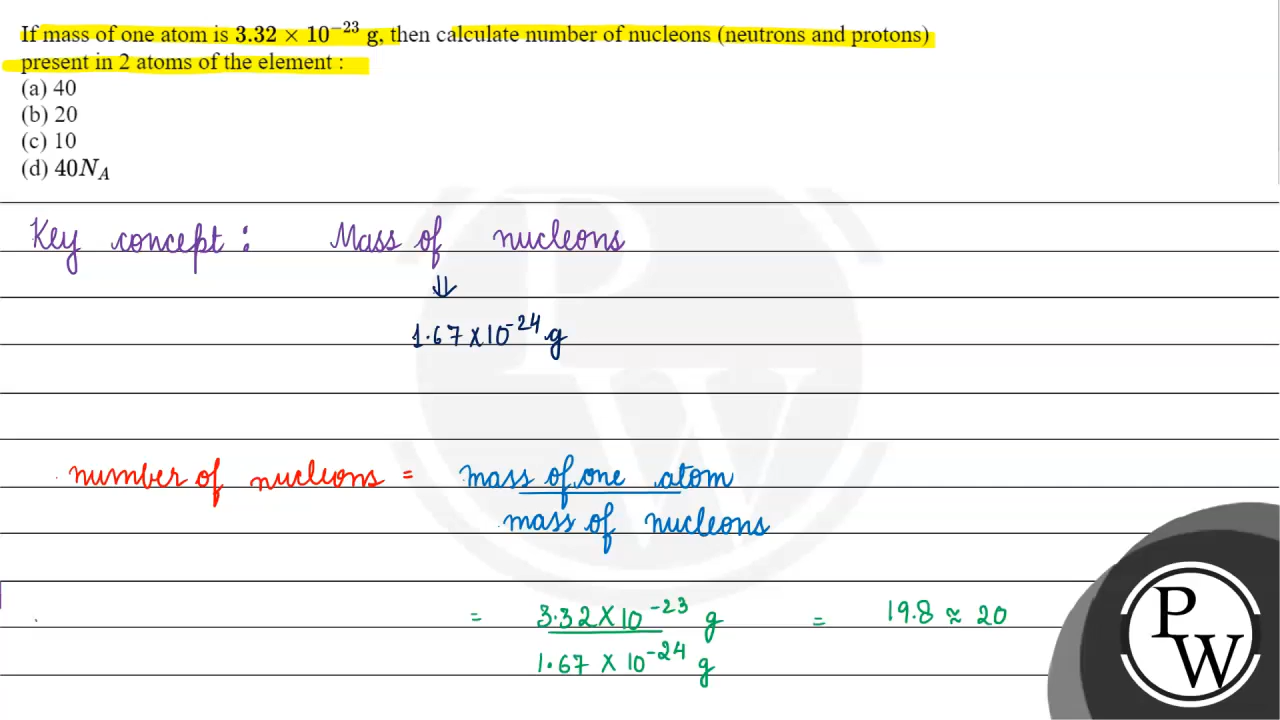 If mass of one atom is 3.32 × 10⁻²³ g, then calculate number of nucleons (neutrons and protons)
present in 2 atoms of the element :
(a) 40
(b) 20
(c) 10
(d) 40N_A
Key concept : Mass of nucleons
⇓
1.67 × 10⁻²⁴ g
number of nucleons = mass of one atom
mass of nucleons
= 3.32 × 10⁻²³ g = 19.8 ≈ 20
1.67 × 10⁻²⁴ g
P
W